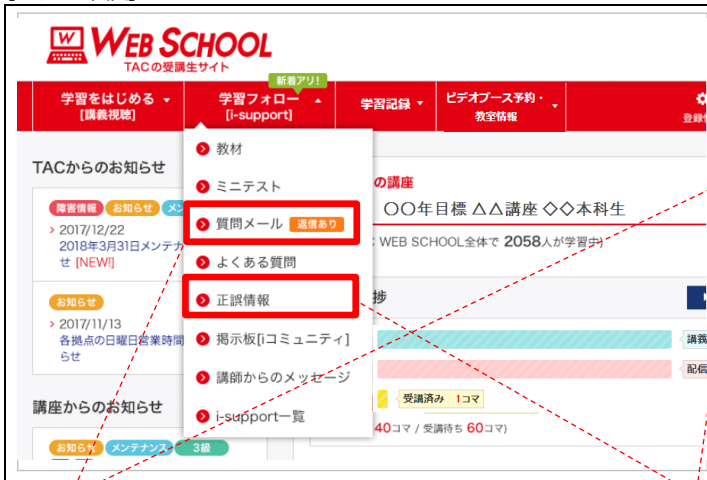 WEB SCHOOL
TACの受講生サイト
新着アリ!
学習をはじめる
[講義視聴]
学習フォロー
[i-support]
学習記録
ビデオブース予約・
教室情報
TACからのお知らせ
障害情報 お知らせ
2017/12/22
2018年3月31日メンテナ
せ [NEW!]
お知らせ
2017/11/13
各拠点の日曜日営業時間
らせ
講座からのお知らせ
お知らせ メンテナンス 3級
教材
ミニテスト
質問メール 返信あり
よくある質問
正誤情報
掲示板[iコミュニティ]
講師からのメッセージ
i-support一覧
の講座
〇〇年目標 △△講座 ◇◇本科生
WEB SCHOOL全体で 2058人が学習中)
捗
講義
配信
受講済み 1コマ
40コマ / 受講待ち 60コマ)